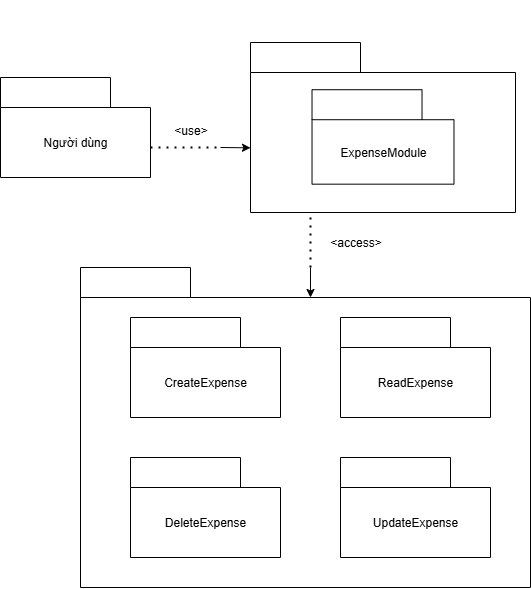 Người dùng
<use>
ExpenseModule
<access>
CreateExpense
ReadExpense
DeleteExpense
UpdateExpense